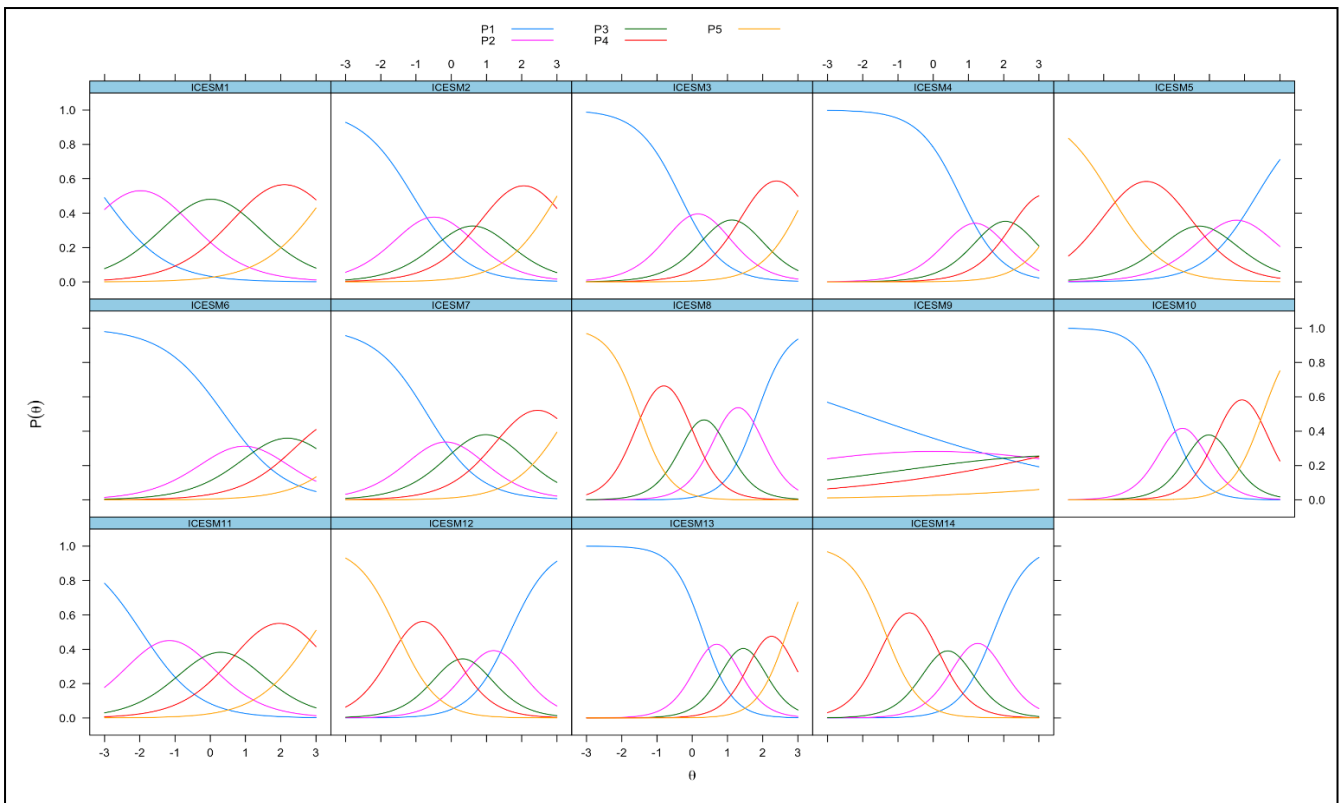 P1 P3 P5
P2 P4
-3 -2 -1 0 1 2 3 -3 -2 -1 0 1 2 3
ICESM1 ICESM2 ICESM3 ICESM4 ICESM5
1.0
0.8
0.6
0.4
0.2
0.0
ICESM6 ICESM7 ICESM8 ICESM9 ICESM10
1.0
0.8
0.6
0.4
0.2
0.0
P(θ)
ICESM11 ICESM12 ICESM13 ICESM14
1.0
0.8
0.6
0.4
0.2
0.0
-3 -2 -1 0 1 2 3 -3 -2 -1 0 1 2 3
θ